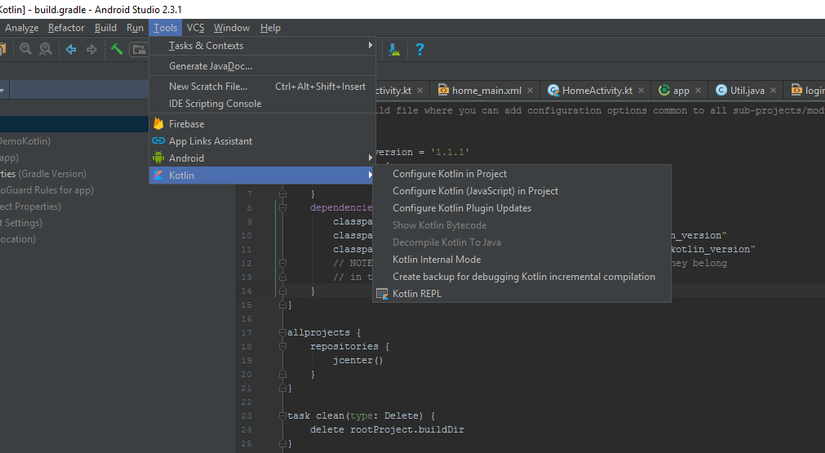 Kotlin] - build.gradle - Android Studio 2.3.1
Analyze Refactor Build Run Tools VCS Window Help
Tasks & Contexts
Generate JavaDoc...
New Scratch File... Ctrl+Alt+Shift+Insert
IDE Scripting Console
Firebase
App Links Assistant
Android
Kotlin
Configure Kotlin in Project
Configure Kotlin (JavaScript) in Project
Configure Kotlin Plugin Updates
Show Kotlin Bytecode
Decompile Kotlin To Java
Kotlin Internal Mode
Create backup for debugging Kotlin incremental compilation
Kotlin REPL
ctivity.kt home_main.xml HomeActivity.kt app Util.java login
DemoKotlin)
app)
rties (Gradle Version)
oGuard Rules for app)
ect Properties)
t Settings)
ocation)
ild file where you can add configuration options common to all sub-projects/mod
version = '1.1.1'
7 }
8 dependencie
9 classpa
10 classpa n_version"
11 classpa kotlin_version"
12 // NOTE hey belong
13 // in t
14 }
15 }
16
17 allprojects {
18 repositories {
19 jcenter()
20 }
21 }
22
23 task clean(type: Delete) {
24 delete rootProject.buildDir
25 }